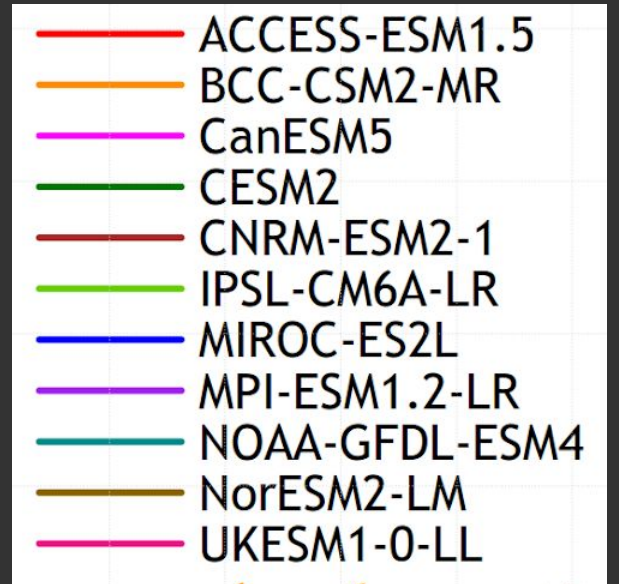 ACCESS-ESM1.5
BCC-CSM2-MR
CanESM5
CESM2
CNRM-ESM2-1
IPSL-CM6A-LR
MIROC-ES2L
MPI-ESM1.2-LR
NOAA-GFDL-ESM4
NorESM2-LM
UKESM1-0-LL